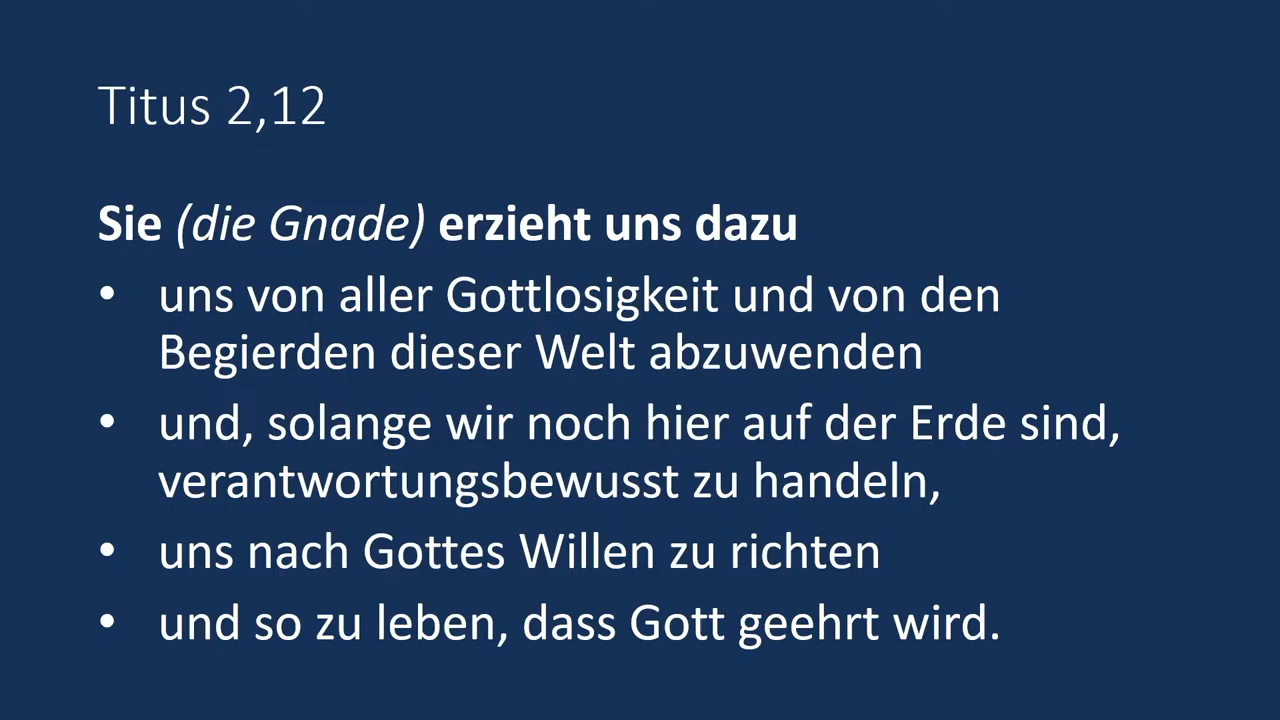 Titus 2,12
Sie (die Gnade) erzieht uns dazu
• uns von aller Gottlosigkeit und von den
Begierden dieser Welt abzuwenden
• und, solange wir noch hier auf der Erde sind,
verantwortungsbewusst zu handeln,
• uns nach Gottes Willen zu richten
• und so zu leben, dass Gott geehrt wird.